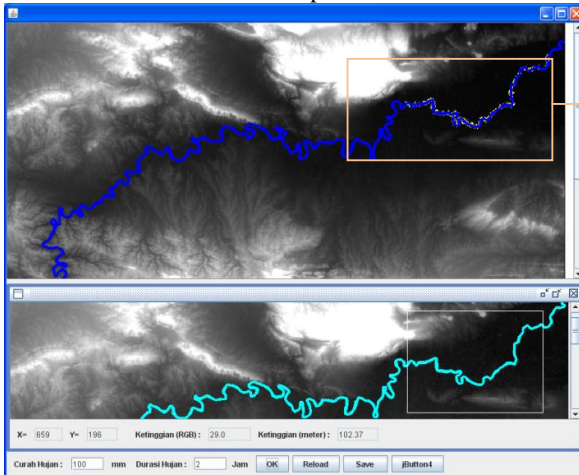 X= 659 Y= 196 Ketinggian (RGB) : 29.0 Ketinggian (meter) : 102.37
Curah Hujan : 100 mm Durasi Hujan : 2 Jam OK Reload Save jButton4